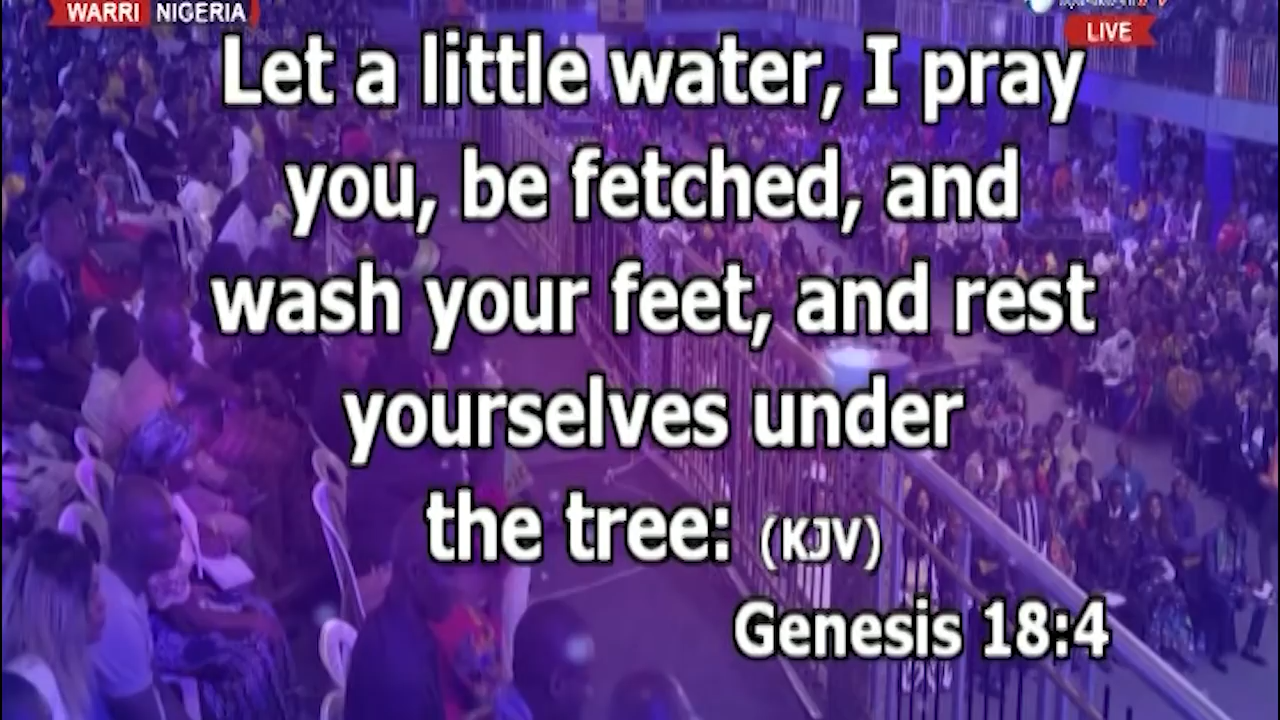 WARRI NIGERIA
LIVE
Let a little water, I pray
you, be fetched, and
wash your feet, and rest
yourselves under
the tree: (KJV)
Genesis 18:4